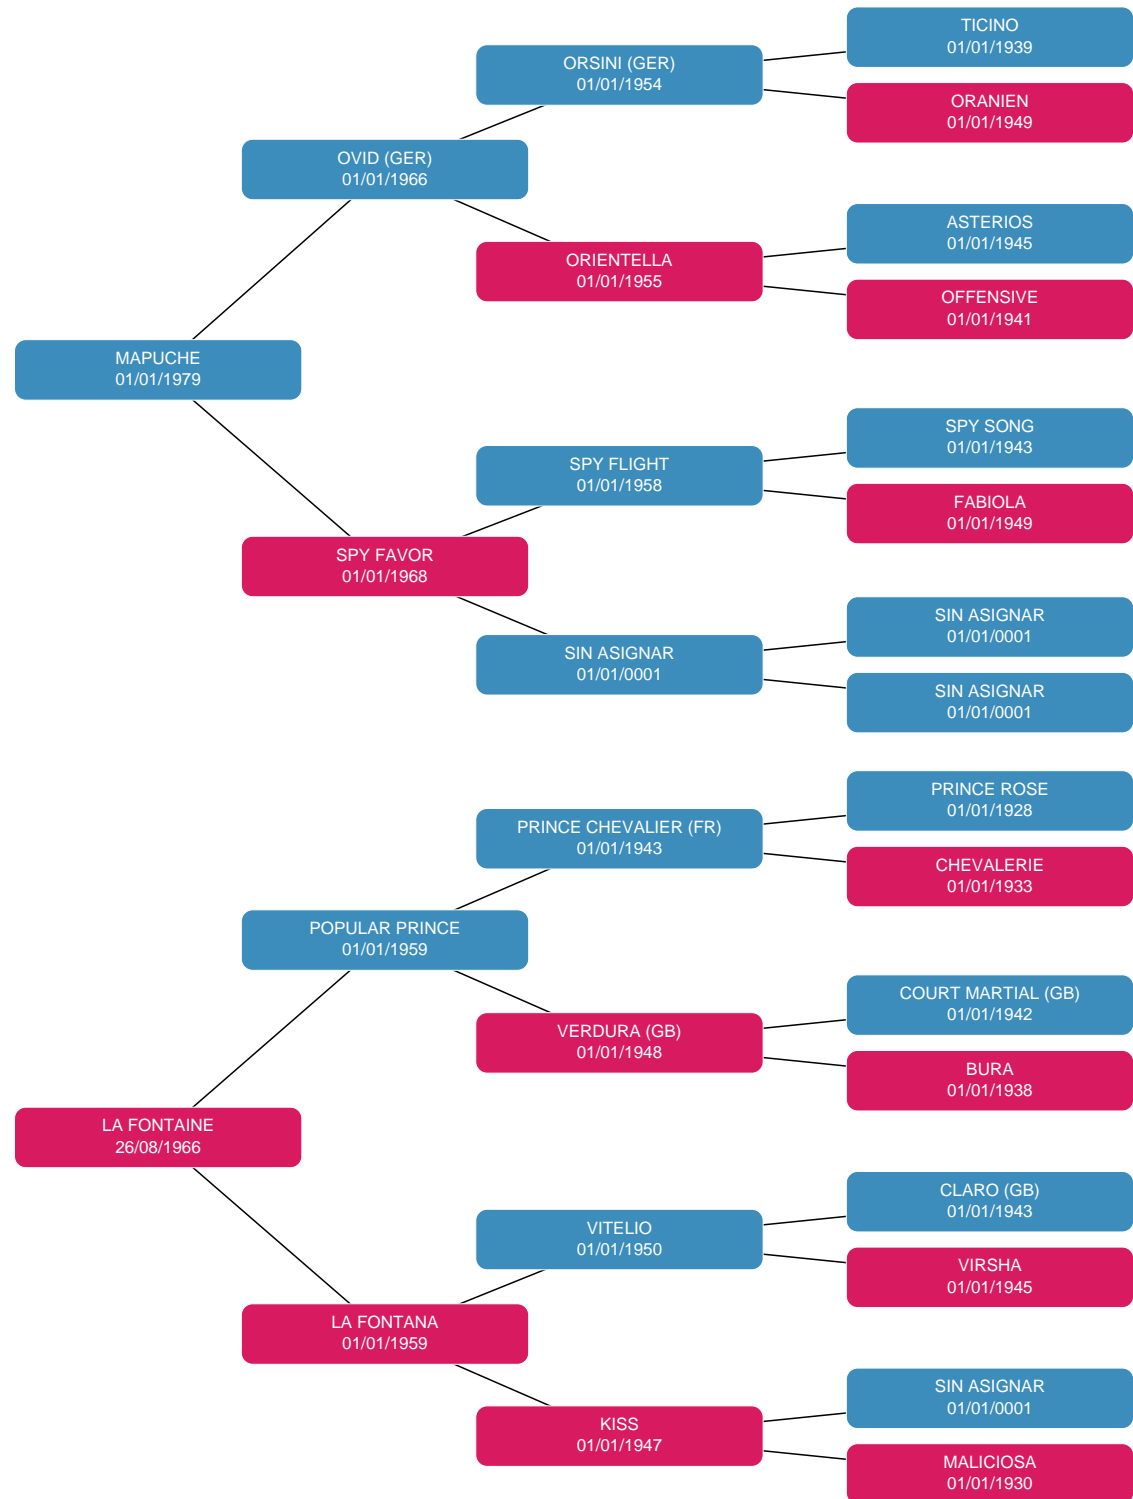 TICINO
01/01/1939
ORSINI (GER)
01/01/1954
ORANIEN
01/01/1949
OVID (GER)
01/01/1966
ASTERIOS
01/01/1945
ORIENTELLA
01/01/1955
OFFENSIVE
01/01/1941
MAPUCHE
01/01/1979
SPY SONG
01/01/1943
SPY FLIGHT
01/01/1958
FABIOLA
01/01/1949
SPY FAVOR
01/01/1968
SIN ASIGNAR
01/01/0001
SIN ASIGNAR
01/01/0001
SIN ASIGNAR
01/01/0001
PRINCE ROSE
01/01/1928
PRINCE CHEVALIER (FR)
01/01/1943
CHEVALERIE
01/01/1933
POPULAR PRINCE
01/01/1959
COURT MARTIAL (GB)
01/01/1942
VERDURA (GB)
01/01/1948
BURA
01/01/1938
LA FONTAINE
26/08/1966
CLARO (GB)
01/01/1943
VITELIO
01/01/1950
VIRSHA
01/01/1945
LA FONTANA
01/01/1959
SIN ASIGNAR
01/01/0001
KISS
01/01/1947
MALICIOSA
01/01/1930